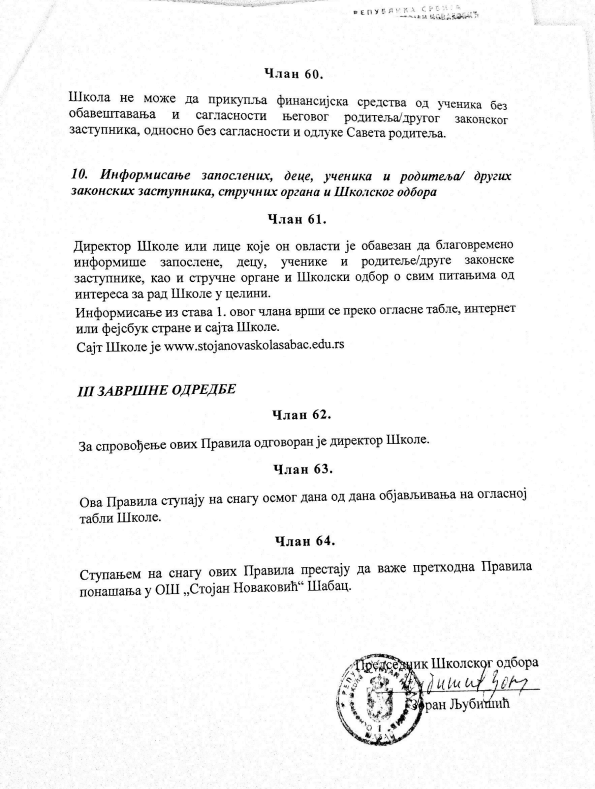 РЕПУБЛИКА СРБИЈА
Члан 60.
Школа не може да прикупља финансијска средства од ученика без
обавештавања и сагласности његовог родитеља/другог законског
заступника, односно без сагласности и одлуке Савета родитеља.
10. Информисање запослених, деце, ученика и родитеља/ других
законских заступника, стручних органа и Школског одбора
Члан 61.
Директор Школе или лице које он овласти је обавезан да благовремено
информише запослене, децу, ученике и родитеље/друге законске
заступнике, као и стручне органе и Школски одбор о свим питањима од
интереса за рад Школе у целини.
Информисање из става 1. овог члана врши се преко огласне табле, интернет
или фејсбук стране и сајта Школе.
Сајт Школе је www.stojanovaskolasabac.edu.rs
III ЗАВРШНЕ ОДРЕДБЕ
Члан 62.
За спровођење ових Правила одговоран је директор Школе.
Члан 63.
Ова Правила ступају на снагу осмог дана од дана објављивања на огласној
табли Школе.
Члан 64.
Ступањем на снагу ових Правила престају да важе претходна Правила
понашања у ОШ „Стојан Новаковић“ Шабац.
Председник Школског одбора
Зоран Љубишић